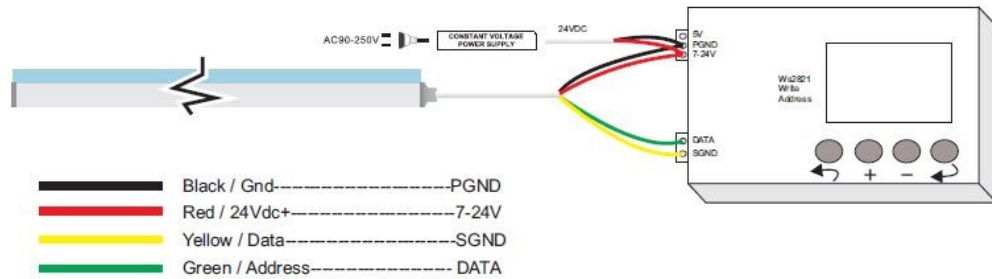 AC90-250V
CONSTANT VOLTAGE
POWER SUPPLY
24VDC
5V
PGND
7-24V
Ws2821
Write
Address
DATA
SGND
+ −
Black / Gnd-----------------------------PGND
Red / 24Vdc+-----------------------7-24V
Yellow / Data-------------------------SGND
Green / Address-------------------- DATA